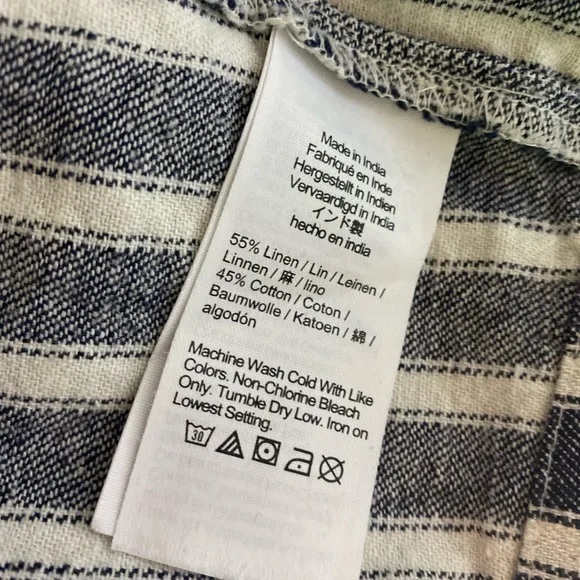 Made in India
Fabriqué en Inde
Hergestellt in Indien
Vervaardigd in India
インド製
hecho en india
55% Linen / Lin / Leinen /
Linnen / 麻 / lino
45% Cotton / Coton /
Baumwolle / Katoen / 綿 /
algodón
Machine Wash Cold With Like
Colors. Non-Chlorine Bleach
Only. Tumble Dry Low. Iron on
Lowest Setting.
30